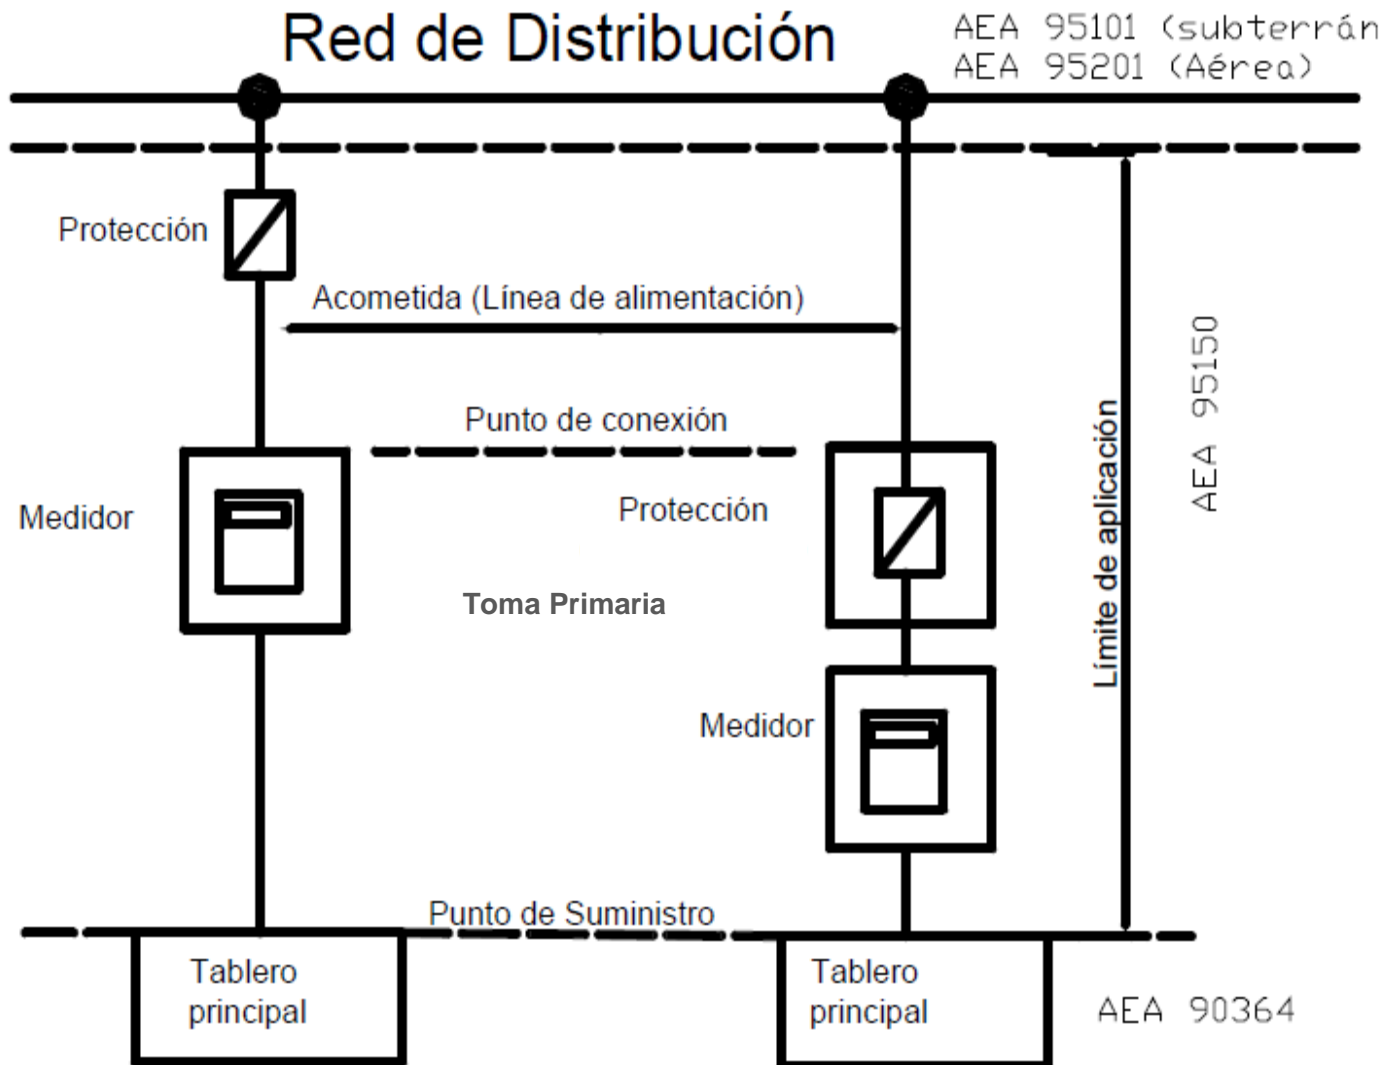 Red de Distribución
AEA 95101 (subterrán
AEA 95201 (Aérea)
Protección
Acometida (Línea de alimentación)
Punto de conexión
Medidor
Protección
Toma Primaria
Medidor
Límite de aplicación
AEA 95150
Punto de Suministro
Tablero
principal
Tablero
principal
AEA 90364